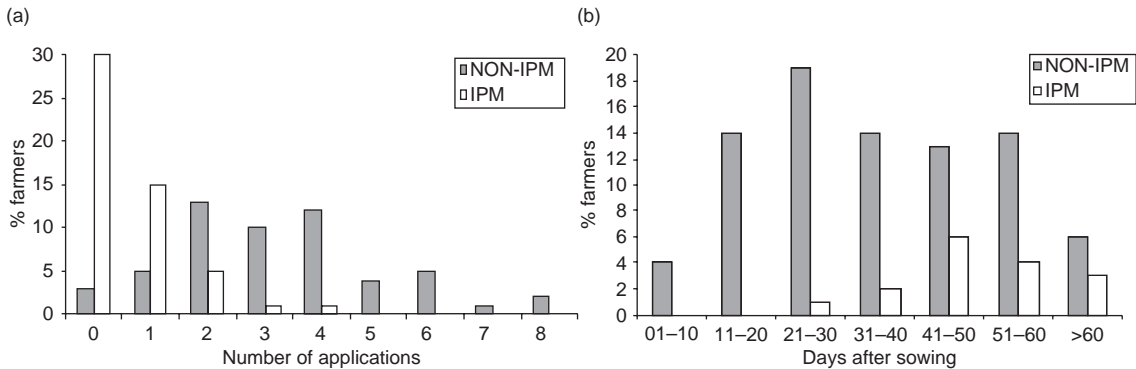 (a)
30
25
20
15
10
5
0
% farmers
NON-IPM
IPM
0 1 2 3 4 5 6 7 8
Number of applications
(b)
20
18
16
14
12
10
8
6
4
2
0
% farmers
NON-IPM
IPM
01–10 11–20 21–30 31–40 41–50 51–60 >60
Days after sowing